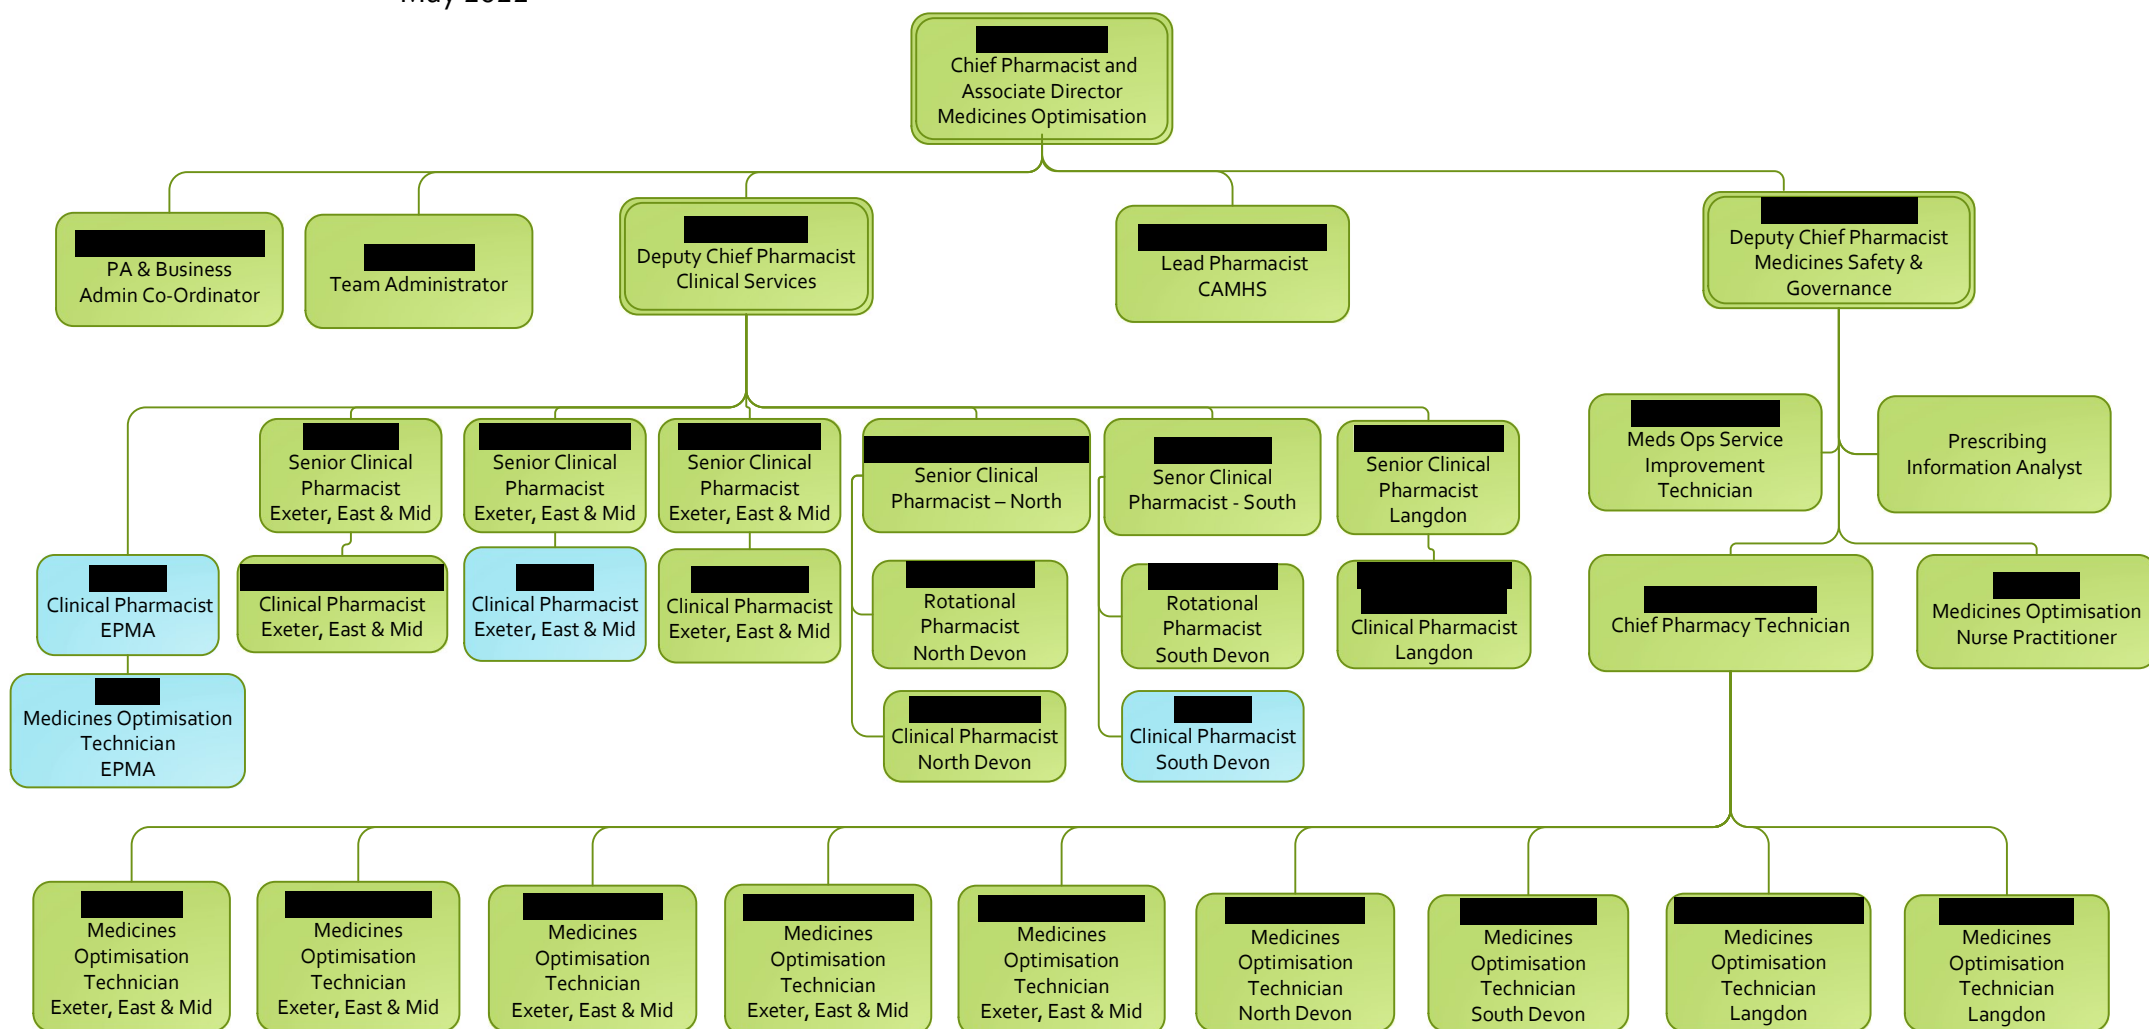 Chief Pharmacist and
Associate Director
Medicines Optimisation
PA & Business
Admin Co-Ordinator
Team Administrator
Deputy Chief Pharmacist
Clinical Services
Lead Pharmacist
CAMHS
Deputy Chief Pharmacist
Medicines Safety &
Governance
Senior Clinical
Pharmacist
Exeter, East & Mid
Senior Clinical
Pharmacist
Exeter, East & Mid
Senior Clinical
Pharmacist
Exeter, East & Mid
Senior Clinical
Pharmacist – North
Senor Clinical
Pharmacist - South
Senior Clinical
Pharmacist
Langdon
Meds Ops Service
Improvement
Technician
Prescribing
Information Analyst
Clinical Pharmacist
EPMA
Clinical Pharmacist
Exeter, East & Mid
Clinical Pharmacist
Exeter, East & Mid
Clinical Pharmacist
Exeter, East & Mid
Rotational
Pharmacist
North Devon
Rotational
Pharmacist
South Devon
Clinical Pharmacist
Langdon
Chief Pharmacy Technician
Medicines Optimisation
Nurse Practitioner
Medicines Optimisation
Technician
EPMA
Clinical Pharmacist
North Devon
Clinical Pharmacist
South Devon
Medicines
Optimisation
Technician
Exeter, East & Mid
Medicines
Optimisation
Technician
Exeter, East & Mid
Medicines
Optimisation
Technician
Exeter, East & Mid
Medicines
Optimisation
Technician
Exeter, East & Mid
Medicines
Optimisation
Technician
Exeter, East & Mid
Medicines
Optimisation
Technician
North Devon
Medicines
Optimisation
Technician
South Devon
Medicines
Optimisation
Technician
Langdon
Medicines
Optimisation
Technician
Langdon